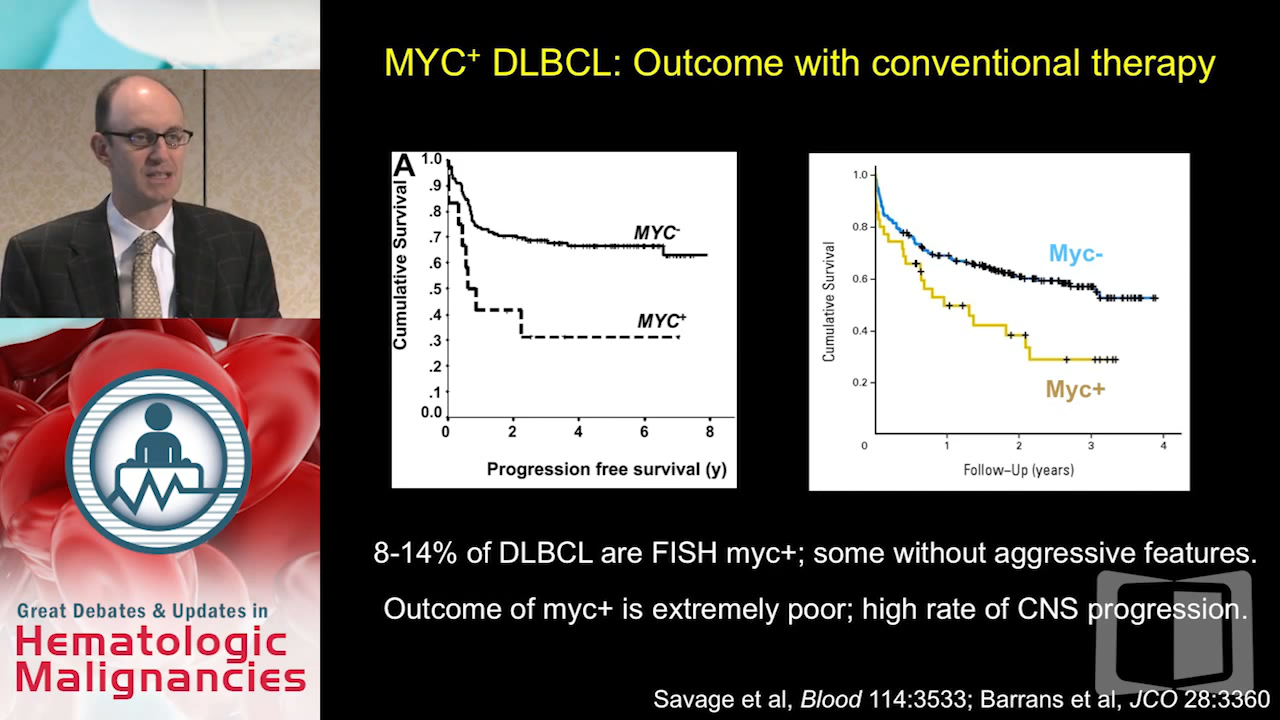 MYC⁺ DLBCL: Outcome with conventional therapy
A
Cumulative Survival
1.0
.9
.8
.7
.6
.5
.4
.3
.2
.1
0.0
MYC⁻
MYC⁺
0 2 4 6 8
Progression free survival (y)
Cumulative Survival
1.0
0.8
0.6
0.4
0.2
Myc-
Myc+
0 1 2 3 4
Follow–Up (years)
8-14% of DLBCL are FISH myc+; some without aggressive features.
Outcome of myc+ is extremely poor; high rate of CNS progression.
Savage et al, Blood 114:3533; Barrans et al, JCO 28:3360
Great Debates & Updates in
Hematologic
Malignancies